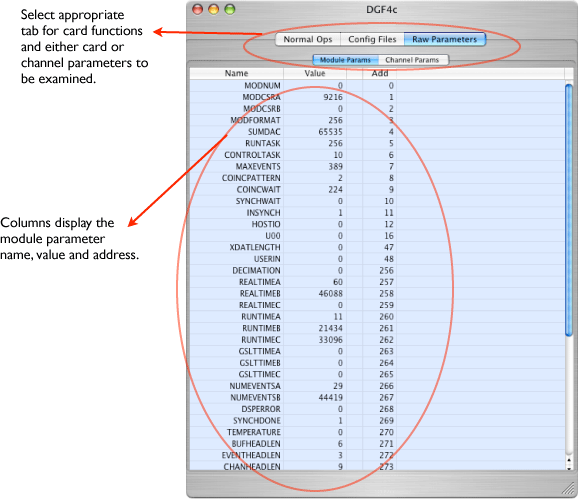 Select appropriate
tab for card functions
and either card or
channel parameters to
be examined.
DGF4c
Normal Ops Config Files Raw Parameters
Module Params Channel Params
Name Value Add
MODNUM 0 0
MODCSRA 9216 1
MODCSRB 0 2
MODFORMAT 256 3
SUMDAC 65535 4
RUNTASK 256 5
CONTROLTASK 10 6
MAXEVENTS 389 7
COINCPATTERN 2 8
COINCWAIT 224 9
SYNCHWAIT 0 10
INSYNCH 1 11
HOSTIO 0 12
U00 0 16
XDATLENGTH 0 47
USERIN 0 48
DECIMATION 0 256
REALTIMEA 60 257
REALTIMEB 46088 258
REALTIMEC 0 259
RUNTIMEA 11 260
RUNTIMEB 21434 261
RUNTIMEC 33096 262
GSLTTIMEA 0 263
GSLTTIMEB 0 264
GSLTTIMEC 0 265
NUMEVENTSA 29 266
NUMEVENTSB 44419 267
DSPERROR 0 268
SYNCHDONE 1 269
TEMPERATURE 0 270
BUFHEADLEN 6 271
EVENTHEADLEN 3 272
CHANHEADLEN 9 273
Columns display the
module parameter
name, value and address.